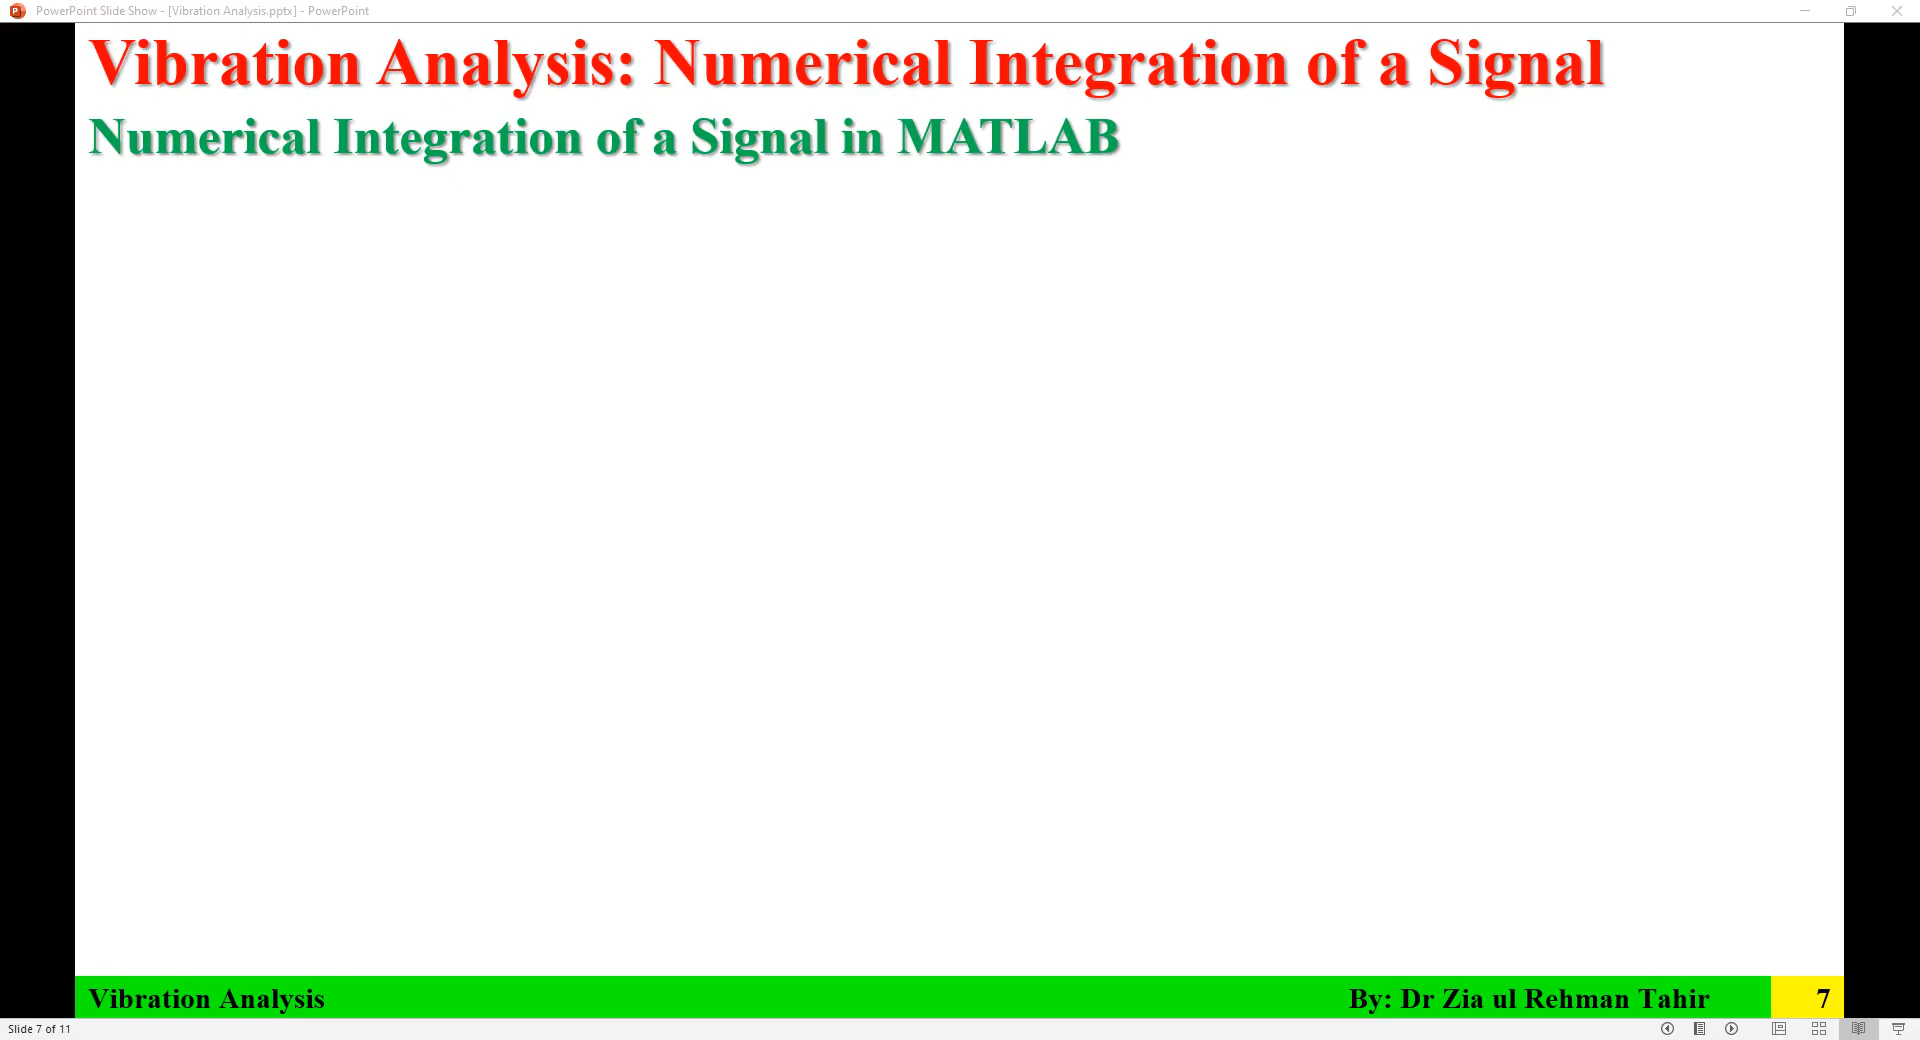 PowerPoint Slide Show - [Vibration Analysis.pptx] - PowerPoint
Vibration Analysis: Numerical Integration of a Signal
Numerical Integration of a Signal in MATLAB
Vibration Analysis
By: Dr Zia ul Rehman Tahir
7
Slide 7 of 11